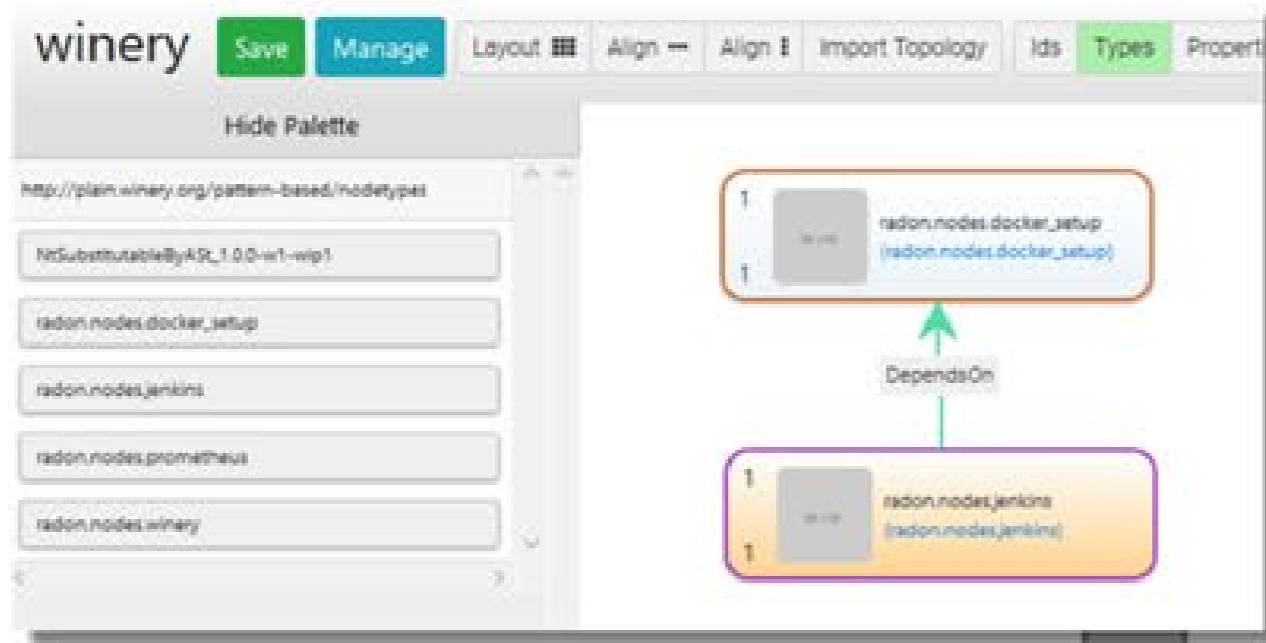 winery
Save
Manage
Layout
Align
Align
Import Topology
Ids
Types
Propert
Hide Palette
http://plain.winery.org/pattern-based/nodetypes
NtSubstitutableByASt_1.0.0-w1-wip1
radon.nodes.docker_setup
radon.nodes.jenkins
radon.nodes.prometheus
radon.nodes.winery
1
radon.nodes.docker_setup
(radon.nodes.docker_setup)
1
DependsOn
1
radon.nodes.jenkins
(radon.nodes.jenkins)
1